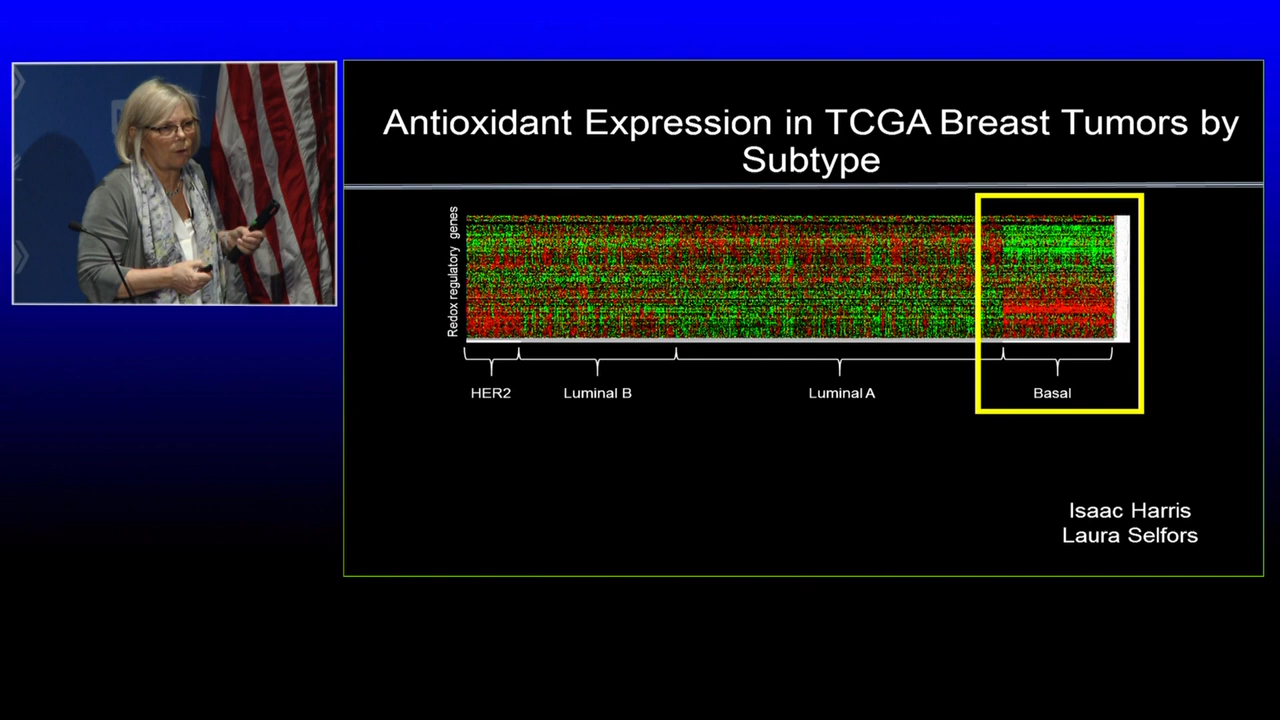 Antioxidant Expression in TCGA Breast Tumors by
Subtype
Redox regulatory genes
HER2
Luminal B
Luminal A
Basal
Isaac Harris
Laura Selfors